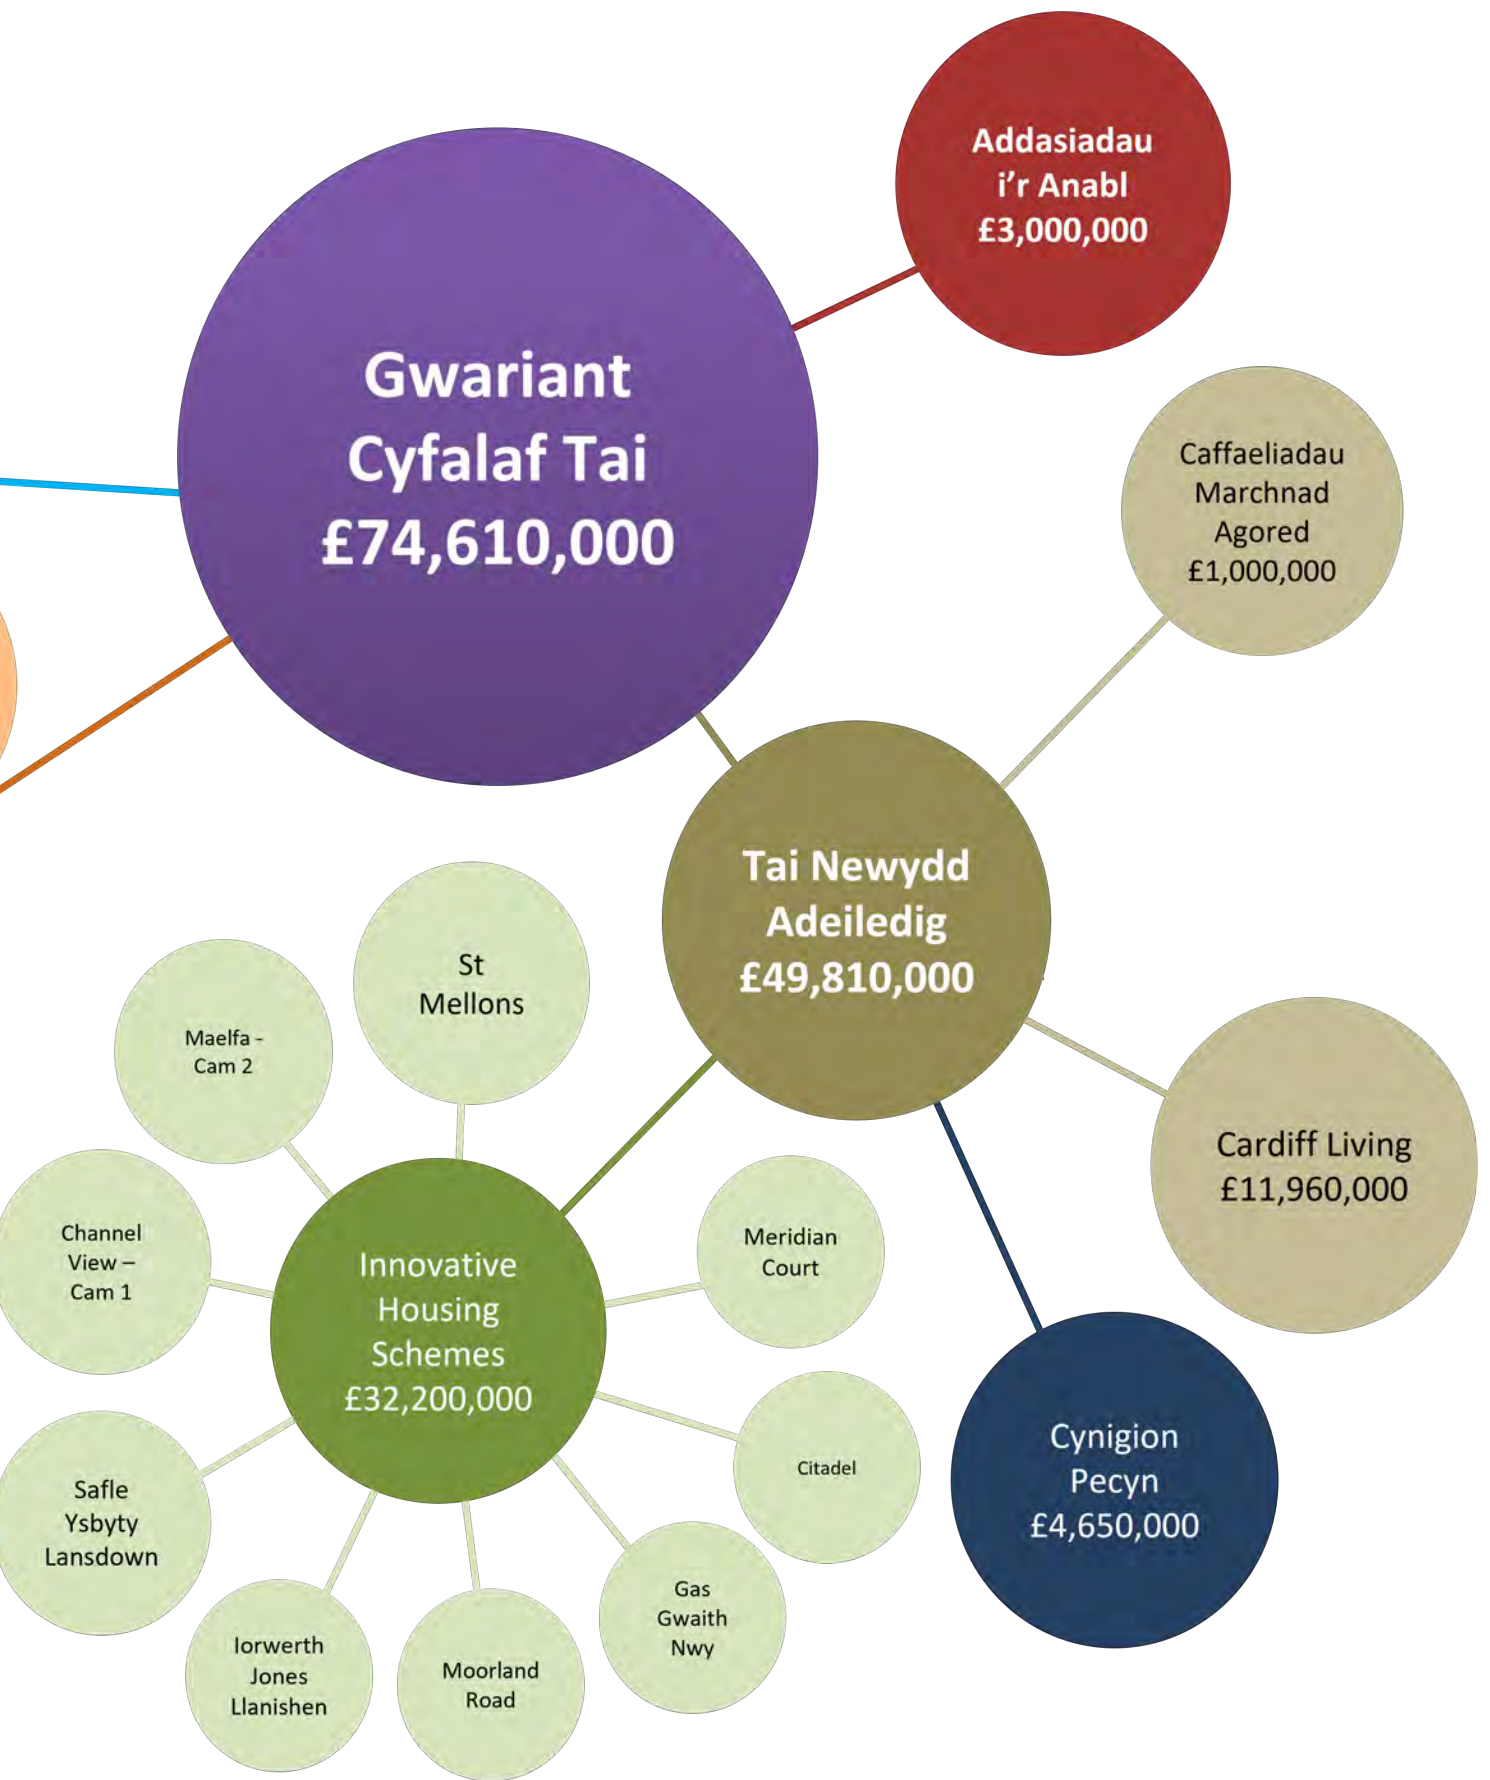 Addasiadau
i’r Anabl
£3,000,000
Gwariant
Cyfalaf Tai
£74,610,000
Caffaeliadau
Marchnad
Agored
£1,000,000
Tai Newydd
Adeiledig
£49,810,000
St
Mellons
Maelfa -
Cam 2
Cardiff Living
£11,960,000
Channel
View –
Cam 1
Meridian
Court
Innovative
Housing
Schemes
£32,200,000
Citadel
Cynigion
Pecyn
£4,650,000
Safle
Ysbyty
Lansdown
Gas
Gwaith
Nwy
Iorwerth
Jones
Llanishen
Moorland
Road